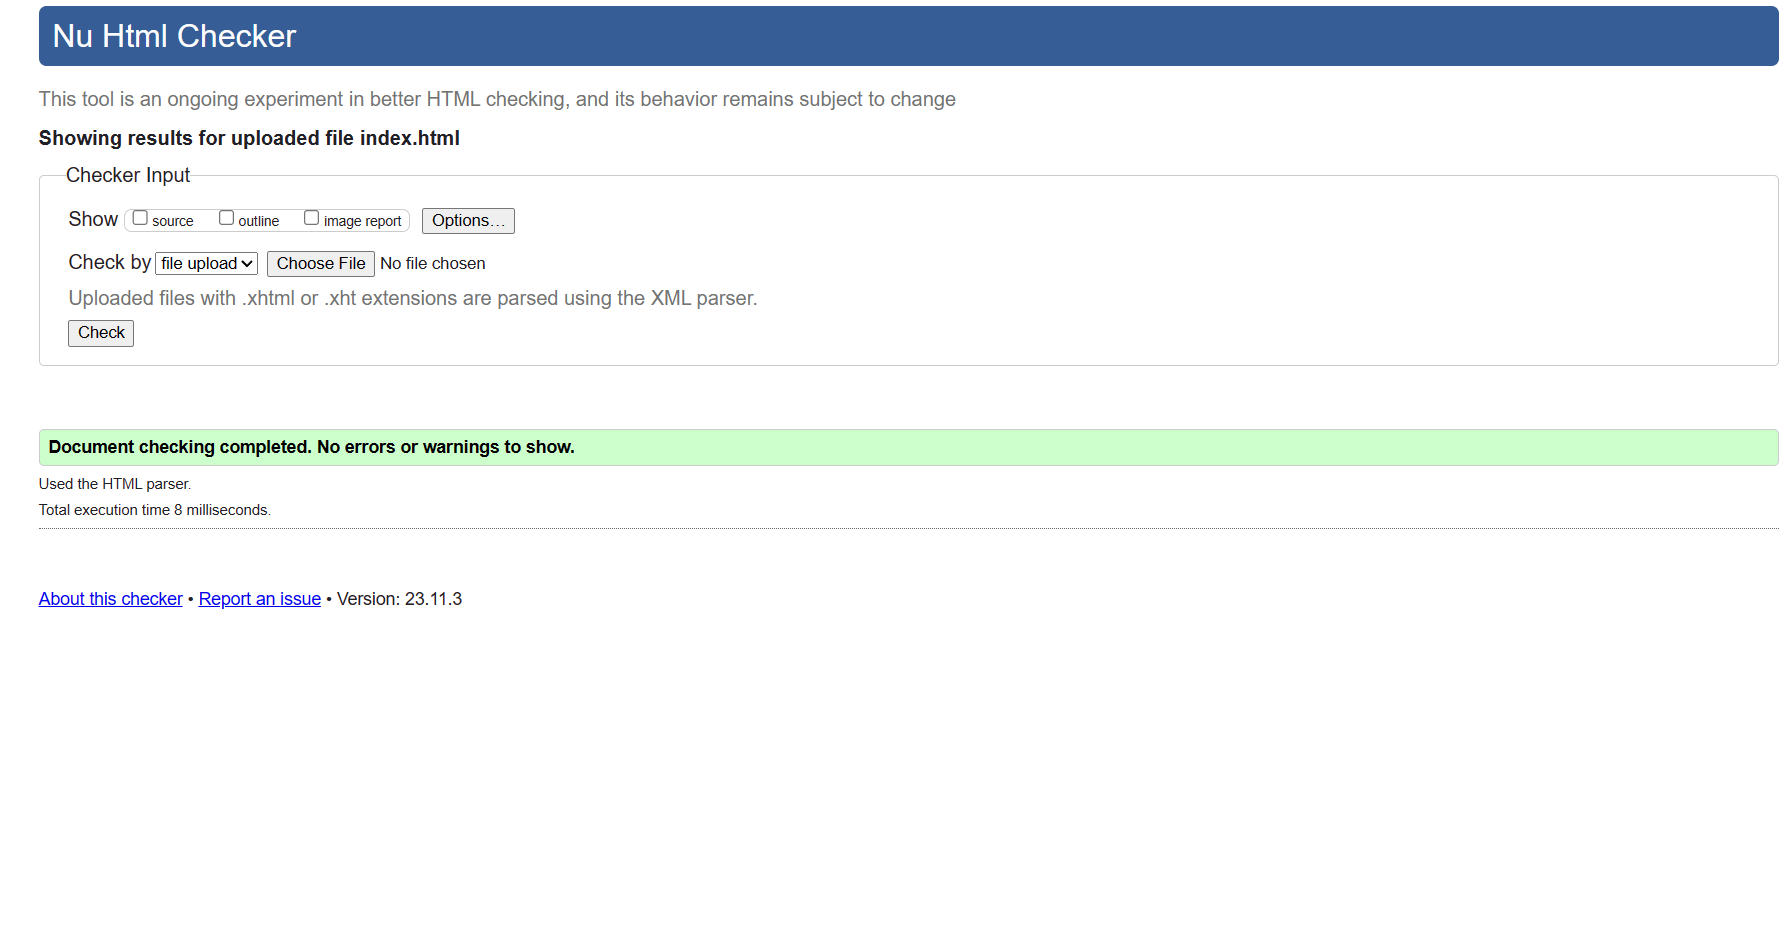 Nu Html Checker
This tool is an ongoing experiment in better HTML checking, and its behavior remains subject to change
Showing results for uploaded file index.html
Checker Input
Show source outline image report Options...
Check by file upload Choose File No file chosen
Uploaded files with .xhtml or .xht extensions are parsed using the XML parser.
Check
Document checking completed. No errors or warnings to show.
Used the HTML parser.
Total execution time 8 milliseconds.
About this checker • Report an issue • Version: 23.11.3